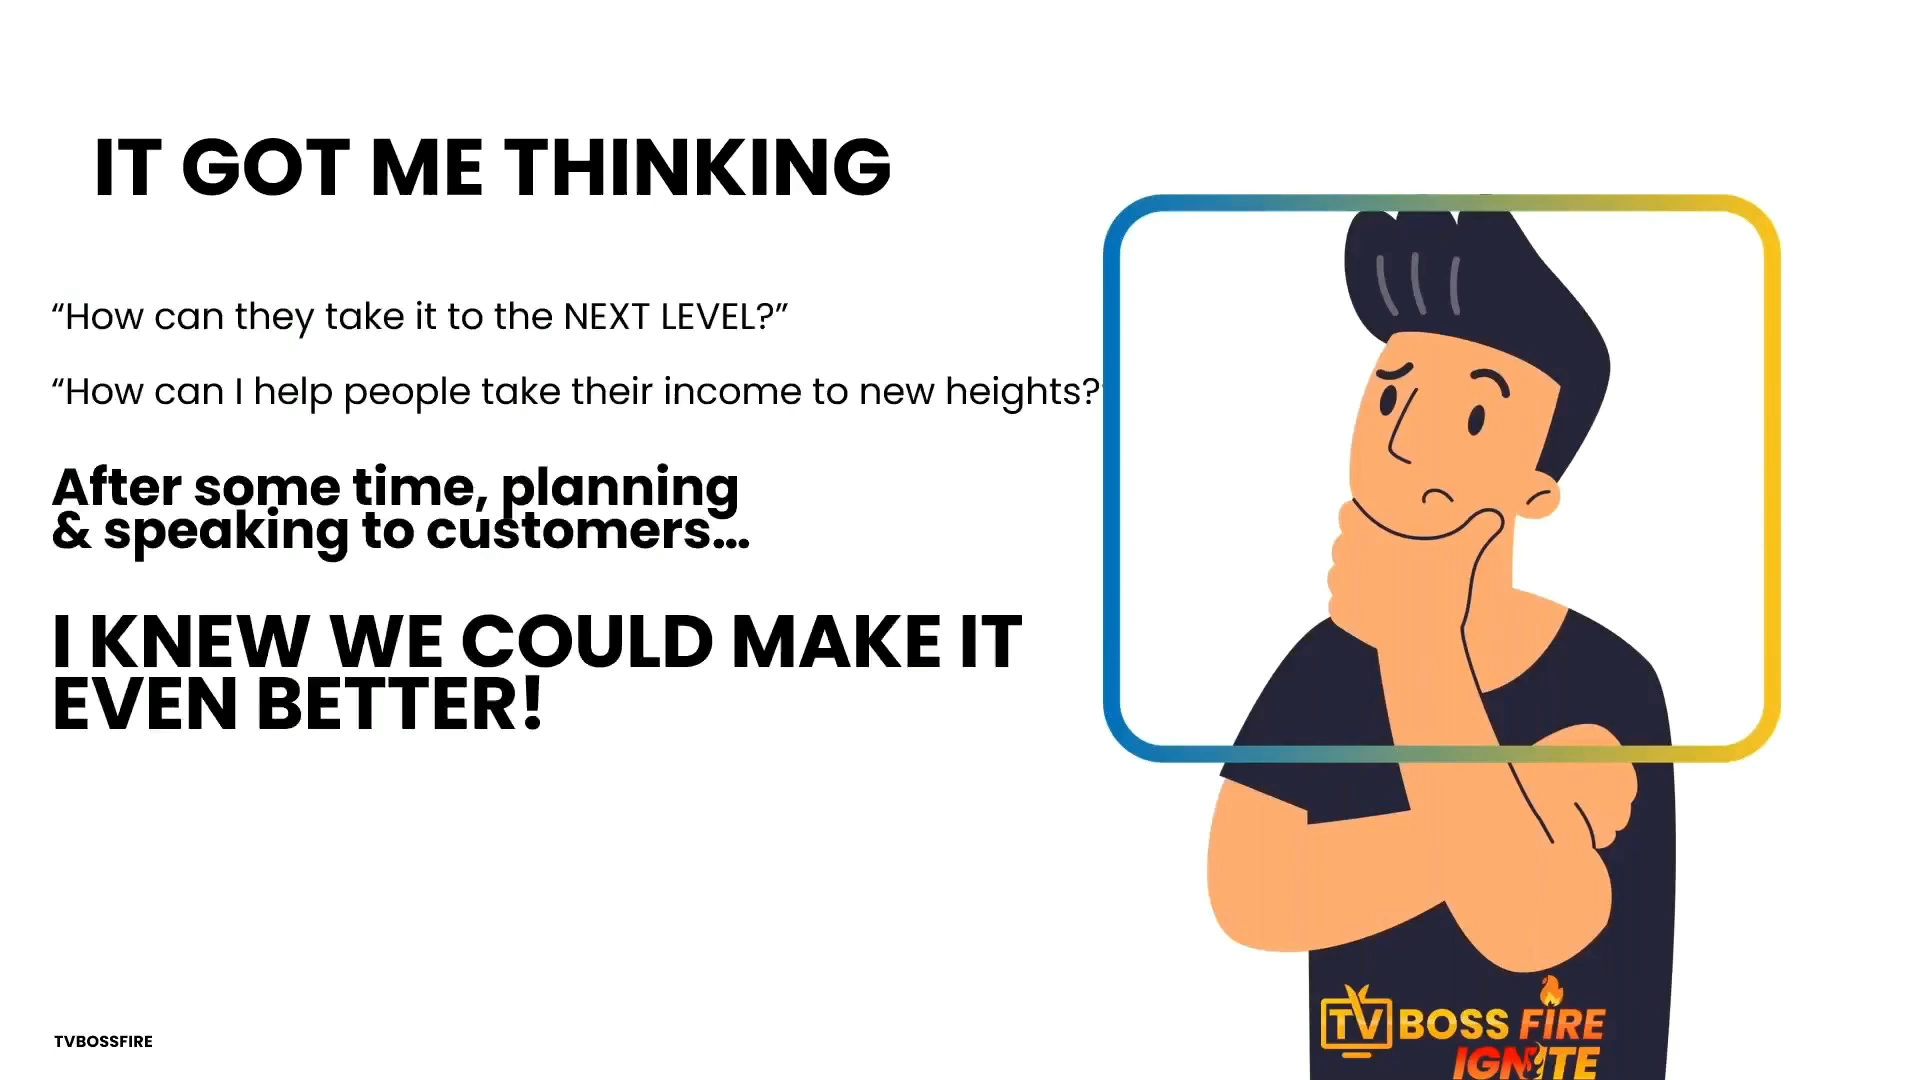 IT GOT ME THINKING
“How can they take it to the NEXT LEVEL?”
“How can I help people take their income to new heights?
After some time, planning
& speaking to customers...
I KNEW WE COULD MAKE IT
EVEN BETTER!
TVBOSSFIRE
TV BOSS FIRE
IGNITE